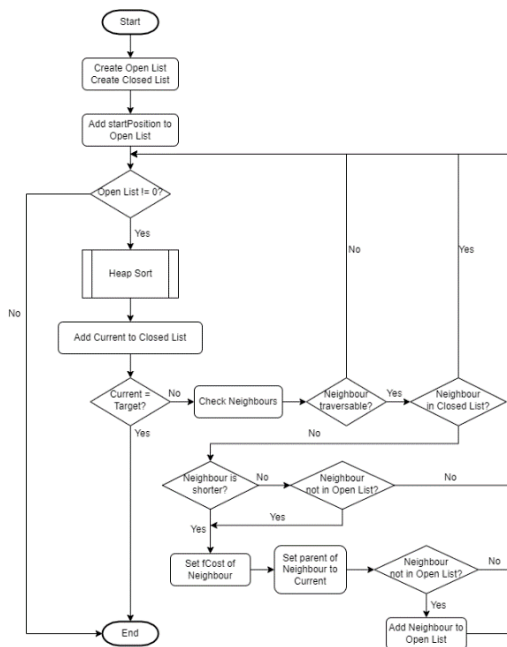 Start
Create Open List
Create Closed List
Add startPosition to
Open List
Open List != 0?
Yes
No
Heap Sort
Add Current to Closed List
Current =
Target?
No
Yes
Check Neighbours
Neighbour
traversable?
No
Yes
Neighbour
in Closed List?
Yes
No
Neighbour is
shorter?
No
Yes
Neighbour
not in Open List?
No
Yes
Set fCost of
Neighbour
Set parent of
Neighbour to
Current
Neighbour
not in Open List?
No
Yes
Add Neighbour to
Open List
End